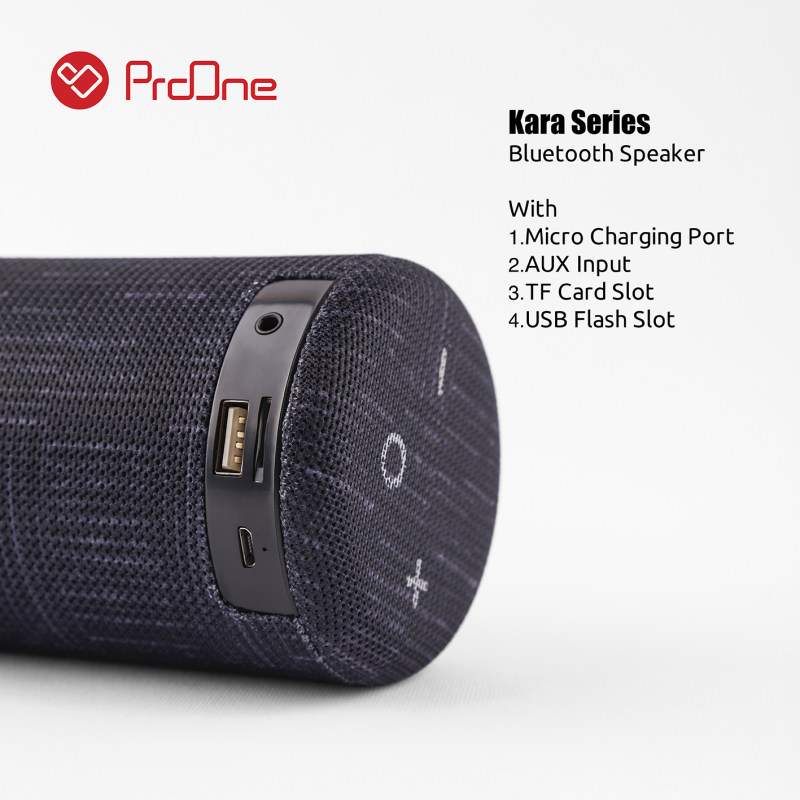 ProOne
Kara Series
Bluetooth Speaker
With
1.Micro Charging Port
2.AUX Input
3.TF Card Slot
4.USB Flash Slot